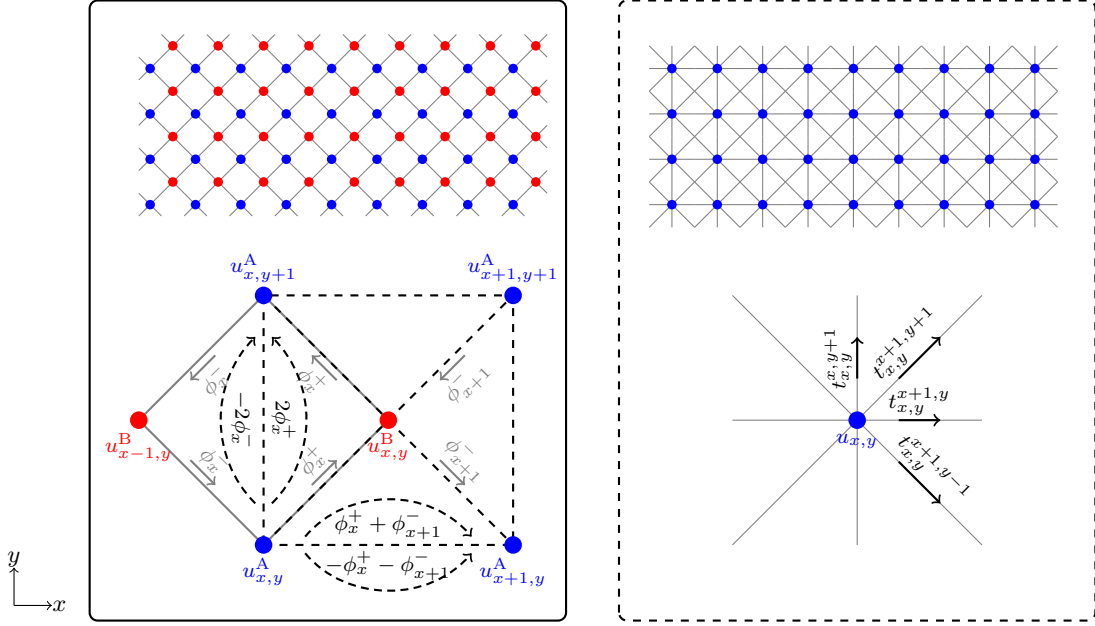 u^A_{x,y+1}
u^A_{x+1,y+1}
ϕ^-_x
ϕ^+_x
ϕ^-_{x+1}
-2ϕ^-_x
2ϕ^+_x
u^B_{x-1,y}
u^B_{x,y}
ϕ^-_x
ϕ^+_x
ϕ^-_{x+1}
ϕ^+_x + ϕ^-_{x+1}
-ϕ^+_x - ϕ^-_{x+1}
u^A_{x,y}
u^A_{x+1,y}
y
x
t^{x,y+1}_{x,y}
t^{x+1,y+1}_{x,y}
t^{x+1,y}_{x,y}
u_{x,y}
t^{x+1,y-1}_{x,y}